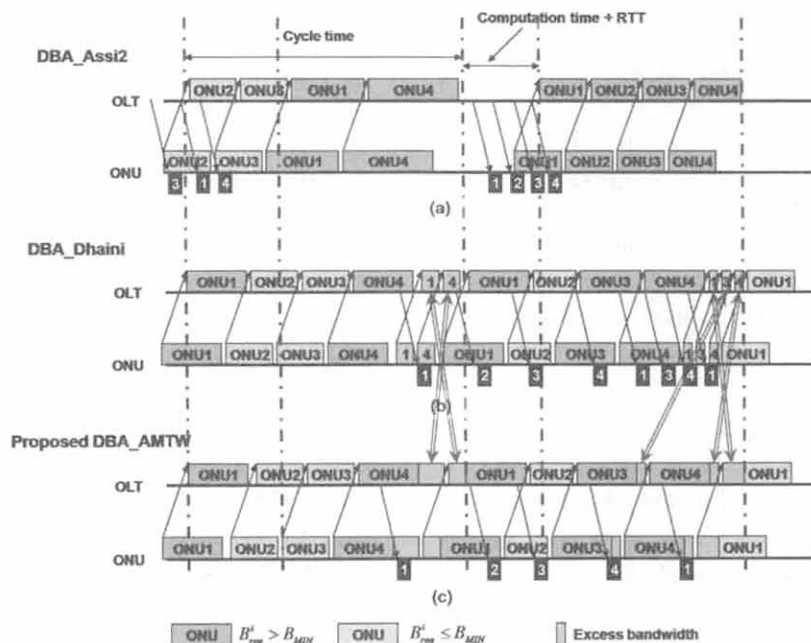 Computation time + RTT
Cycle time
DBA_Assi2
ONU2 ONU3 ONU1 ONU4 ONU1 ONU2 ONU3 ONU4
OLT
ONU2 ONU3 ONU1 ONU4 ONU1 ONU2 ONU3 ONU4
ONU
3 1 4 1 2 3 4
(a)
DBA_Dhaini
ONU1 ONU2 ONU3 ONU4 1 4 ONU1 ONU2 ONU3 ONU4 1 3 4 ONU1
OLT
ONU1 ONU2 ONU3 ONU4 1 4 ONU1 ONU2 ONU3 ONU4 1 3 4 ONU1
ONU
1 2 3 4 1 3 4 1
(b)
Proposed DBA_AMTW
ONU1 ONU2 ONU3 ONU4 ONU1 ONU2 ONU3 ONU4 ONU1
OLT
ONU1 ONU2 ONU3 ONU4 ONU1 ONU2 ONU3 ONU4 ONU1
ONU
1 2 3 4 1
(c)
ONU B^i_req > B_MIN ONU B^i_req ≤ B_MIN Excess bandwidth